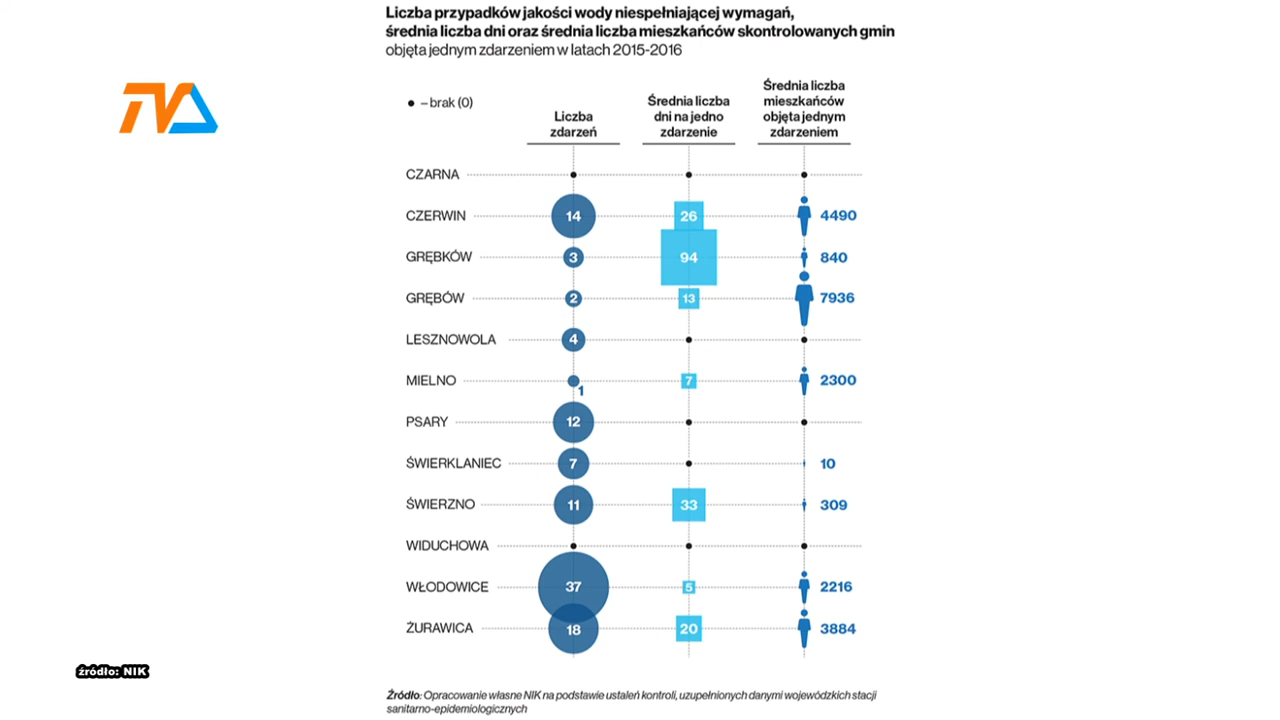 Liczba przypadków jakości wody niespełniającej wymagań,
średnia liczba dni oraz średnia liczba mieszkańców skontrolowanych gmin
objęta jednym zdarzeniem w latach 2015-2016
TVA
– brak (0)
Liczba
zdarzeń
Średnia liczba
dni na jedno
zdarzenie
Średnia liczba
mieszkańców
objęta jednym
zdarzeniem
CZARNA
CZERWIN 14 26 4490
GRĘBKÓW 3 94 840
GRĘBÓW 2 13 7936
LESZNOWOLA 4
MIELNO 1 7 2300
PSARY 12
ŚWIERKLANIEC 7 10
ŚWIERZNO 11 33 309
WIDUCHOWA
WŁODOWICE 37 5 2216
ŻURAWICA 18 20 3884
źródło: NIK
Źródło: Opracowanie własne NIK na podstawie ustaleń kontroli, uzupełnionych danymi wojewódzkich stacji
sanitarno-epidemiologicznych